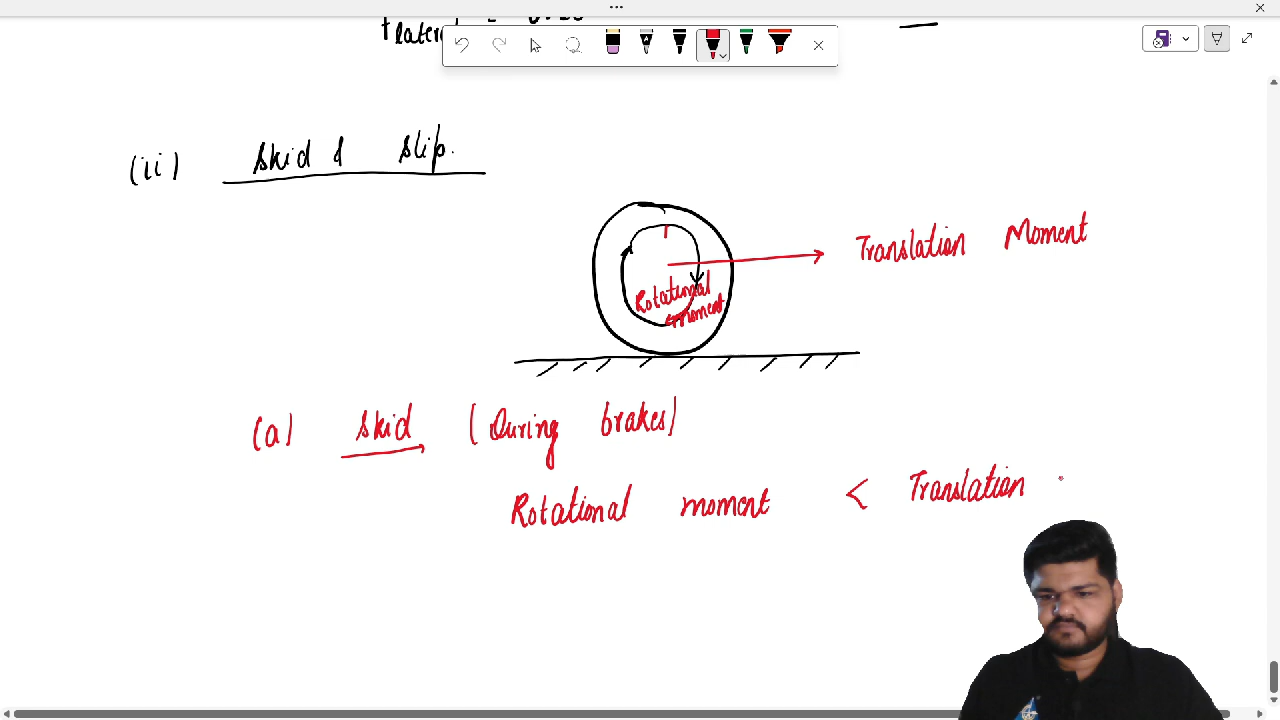 (ii) Skid & Slip.
Translation Moment
Rotational
moment
(a) Skid (During brakes)
Rotational moment < Translation